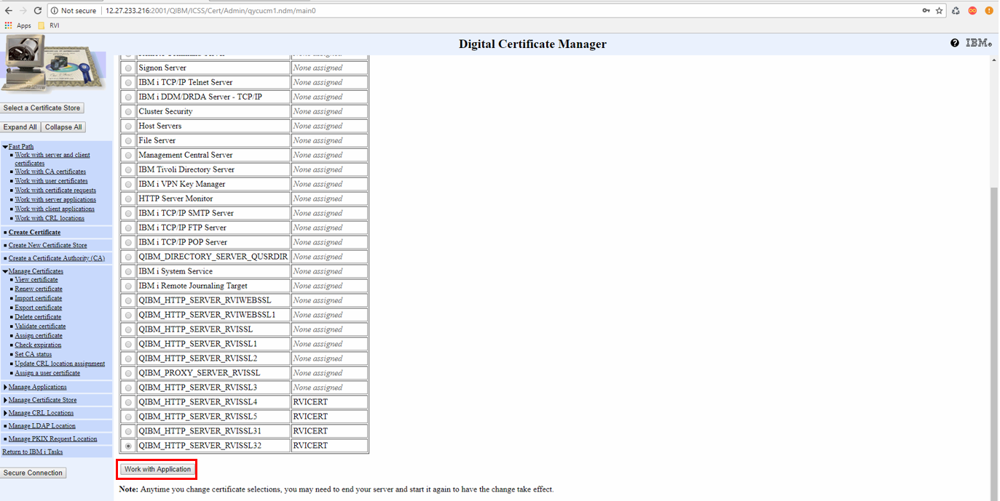 Not secure | 12.27.233.216:2001/QIBM/ICSS/Cert/Admin/qycucm1.ndm/main0
Apps RVI
Digital Certificate Manager
IBM
Select a Certificate Store
Expand All Collapse All
Fast Path
Work with server and client
certificates
Work with CA certificates
Work with user certificates
Work with certificate requests
Work with server applications
Work with client applications
Work with CRL locations
Create Certificate
Create New Certificate Store
Create a Certificate Authority (CA)
Manage Certificates
View certificate
Renew certificate
Import certificate
Export certificate
Delete certificate
Validate certificate
Assign certificate
Check expiration
Set CA status
Update CRL location assignment
Assign a user certificate
Manage Applications
Manage Certificate Store
Manage CRL Locations
Manage LDAP Location
Manage PKIX Request Location
Return to IBM i Tasks
Secure Connection
Remote Command Server None assigned
Signon Server None assigned
IBM i TCP/IP Telnet Server None assigned
IBM i DDM/DRDA Server - TCP/IP None assigned
Cluster Security None assigned
Host Servers None assigned
File Server None assigned
Management Central Server None assigned
IBM Tivoli Directory Server None assigned
IBM i VPN Key Manager None assigned
HTTP Server Monitor None assigned
IBM i TCP/IP SMTP Server None assigned
IBM i TCP/IP FTP Server None assigned
IBM i TCP/IP POP Server None assigned
QIBM_DIRECTORY_SERVER_QUSRDIR None assigned
IBM i System Service None assigned
IBM i Remote Journaling Target None assigned
QIBM_HTTP_SERVER_RVIWEBSSL None assigned
QIBM_HTTP_SERVER_RVIWEBSSL1 None assigned
QIBM_HTTP_SERVER_RVISSL None assigned
QIBM_HTTP_SERVER_RVISSL1 None assigned
QIBM_HTTP_SERVER_RVISSL2 None assigned
QIBM_PROXY_SERVER_RVISSL None assigned
QIBM_HTTP_SERVER_RVISSL3 None assigned
QIBM_HTTP_SERVER_RVISSL4 RVICERT
QIBM_HTTP_SERVER_RVISSL5 RVICERT
QIBM_HTTP_SERVER_RVISSL31 RVICERT
QIBM_HTTP_SERVER_RVISSL32 RVICERT
Work with Application
Note: Anytime you change certificate selections, you may need to end your server and start it again to have the change take effect.